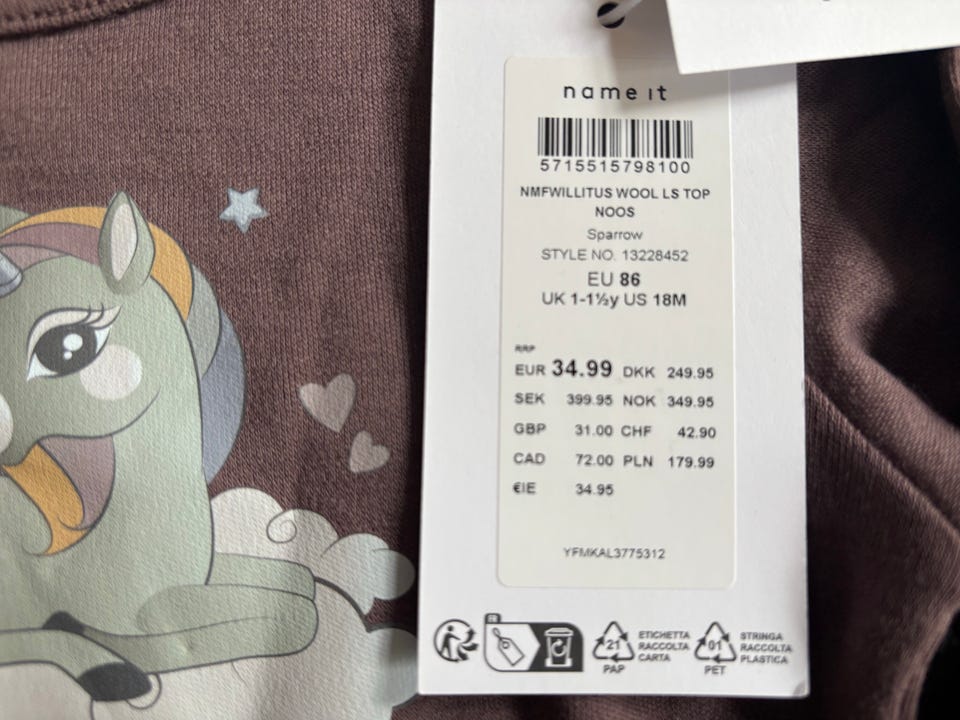 name it
5715515798100
NMFWILLITUS WOOL LS TOP
NOOS
Sparrow
STYLE NO. 13228452
EU 86
UK 1-1½y US 18M
RRP
EUR 34.99 DKK 249.95
SEK 399.95 NOK 349.95
GBP 31.00 CHF 42.90
CAD 72.00 PLN 179.99
€IE 34.95
YFMKAL3775312
FR
21
PAP
ETICHETTA
RACCOLTA
CARTA
01
PET
STRINGA
RACCOLTA
PLASTICA